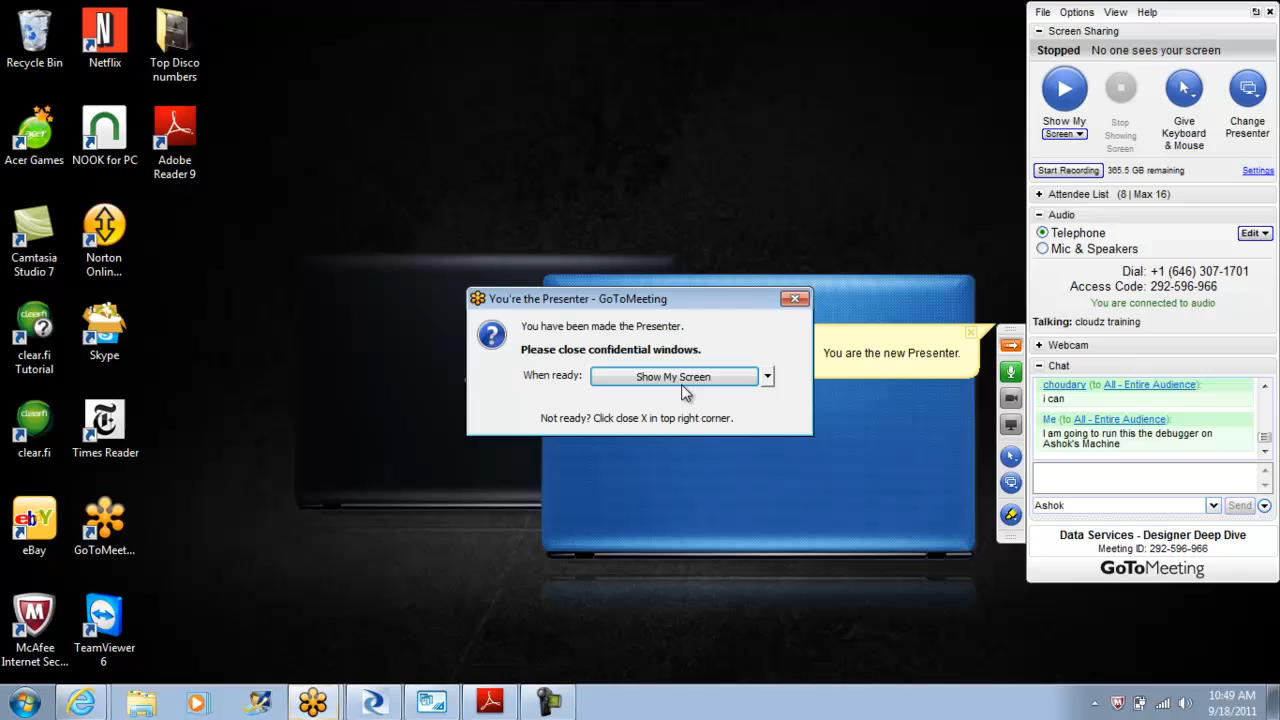 Recycle Bin
Netflix
Top Disco
numbers
Acer Games
NOOK for PC
Adobe
Reader 9
Camtasia
Studio 7
Norton
Online...
clear.fi
Tutorial
Skype
clear.fi
Times Reader
eBay
GoToMeet...
McAfee
Internet Sec...
TeamViewer
6
You're the Presenter - GoToMeeting
You have been made the Presenter.
Please close confidential windows.
When ready:
Show My Screen
Not ready? Click close X in top right corner.
You are the new Presenter.
File Options View Help
Screen Sharing
Stopped No one sees your screen
Show My
Screen
Stop
Showing
Screen
Give
Keyboard
& Mouse
Change
Presenter
Start Recording 365.5 GB remaining Settings
Attendee List (8 | Max 16)
Audio
Telephone Edit
Mic & Speakers
Dial: +1 (646) 307-1701
Access Code: 292-596-966
You are connected to audio
Talking: cloudz training
Webcam
Chat
choudary (to All - Entire Audience):
i can
Me (to All - Entire Audience):
I am going to run this the debugger on
Ashok's Machine
Ashok
Send
Data Services - Designer Deep Dive
Meeting ID: 292-596-966
GoToMeeting
10:49 AM
9/18/2011